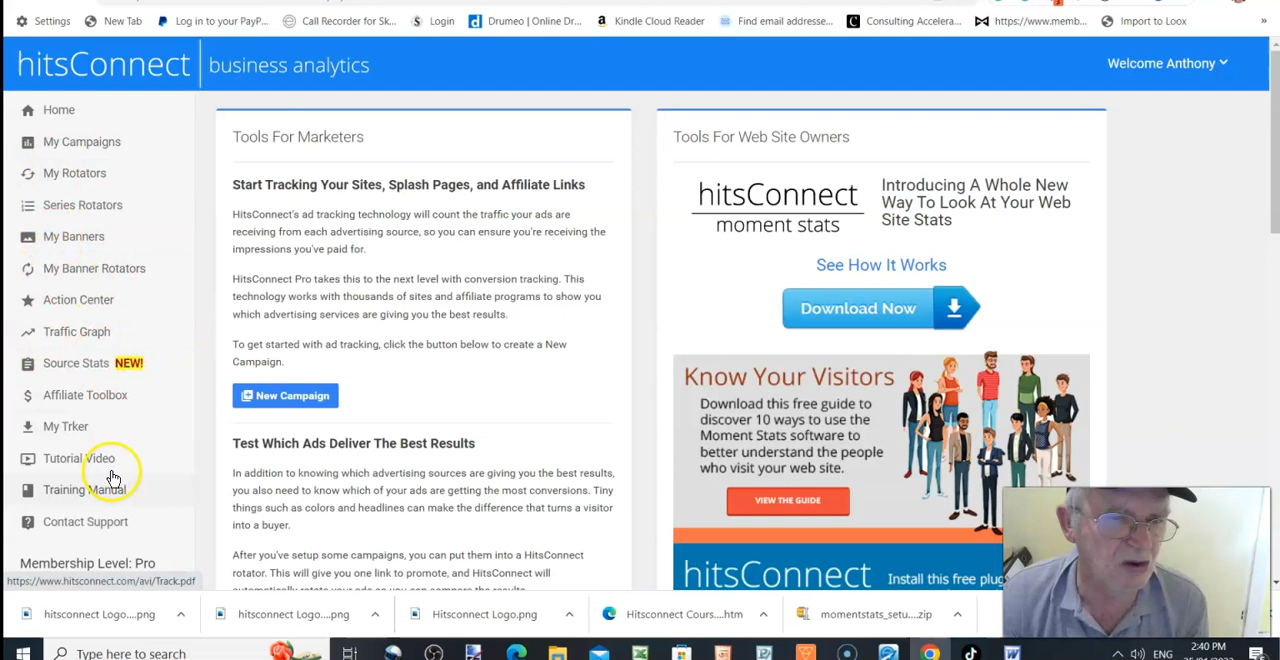 Settings
New Tab
Log in to your PayP...
Call Recorder for Sk...
Login
Drumeo | Online Dr...
Kindle Cloud Reader
Find email addresse...
Consulting Accelera...
https://www.memb...
Import to Loox
»
hitsConnect business analytics
Welcome Anthony
Home
My Campaigns
My Rotators
Series Rotators
My Banners
My Banner Rotators
Action Center
Traffic Graph
Source Stats NEW!
Affiliate Toolbox
My Trker
Tutorial Video
Training Manual
Contact Support
Membership Level: Pro
https://www.hitsconnect.com/avi/Track.pdf
Tools For Marketers
Start Tracking Your Sites, Splash Pages, and Affiliate Links
HitsConnect's ad tracking technology will count the traffic your ads are
receiving from each advertising source, so you can ensure you're receiving the
impressions you've paid for.
HitsConnect Pro takes this to the next level with conversion tracking. This
technology works with thousands of sites and affiliate programs to show you
which advertising services are giving you the best results.
To get started with ad tracking, click the button below to create a New
Campaign.
New Campaign
Test Which Ads Deliver The Best Results
In addition to knowing which advertising sources are giving you the best results,
you also need to know which of your ads are getting the most conversions. Tiny
things such as colors and headlines can make the difference that turns a visitor
into a buyer.
After you've setup some campaigns, you can put them into a HitsConnect
rotator. This will give you one link to promote, and HitsConnect will
Tools For Web Site Owners
hitsConnect
moment stats
Introducing A Whole New
Way To Look At Your Web
Site Stats
See How It Works
Download Now
Know Your Visitors
Download this free guide to
discover 10 ways to use the
Moment Stats software to
better understand the people
who visit your web site.
VIEW THE GUIDE
hitsConnect
Install this free plug
hitsconnect Logo....png
hitsconnect Logo....png
Hitsconnect Logo.png
Hitsconnect Cours....htm
momentstats_setu....zip
Type here to search
ENG
2:40 PM